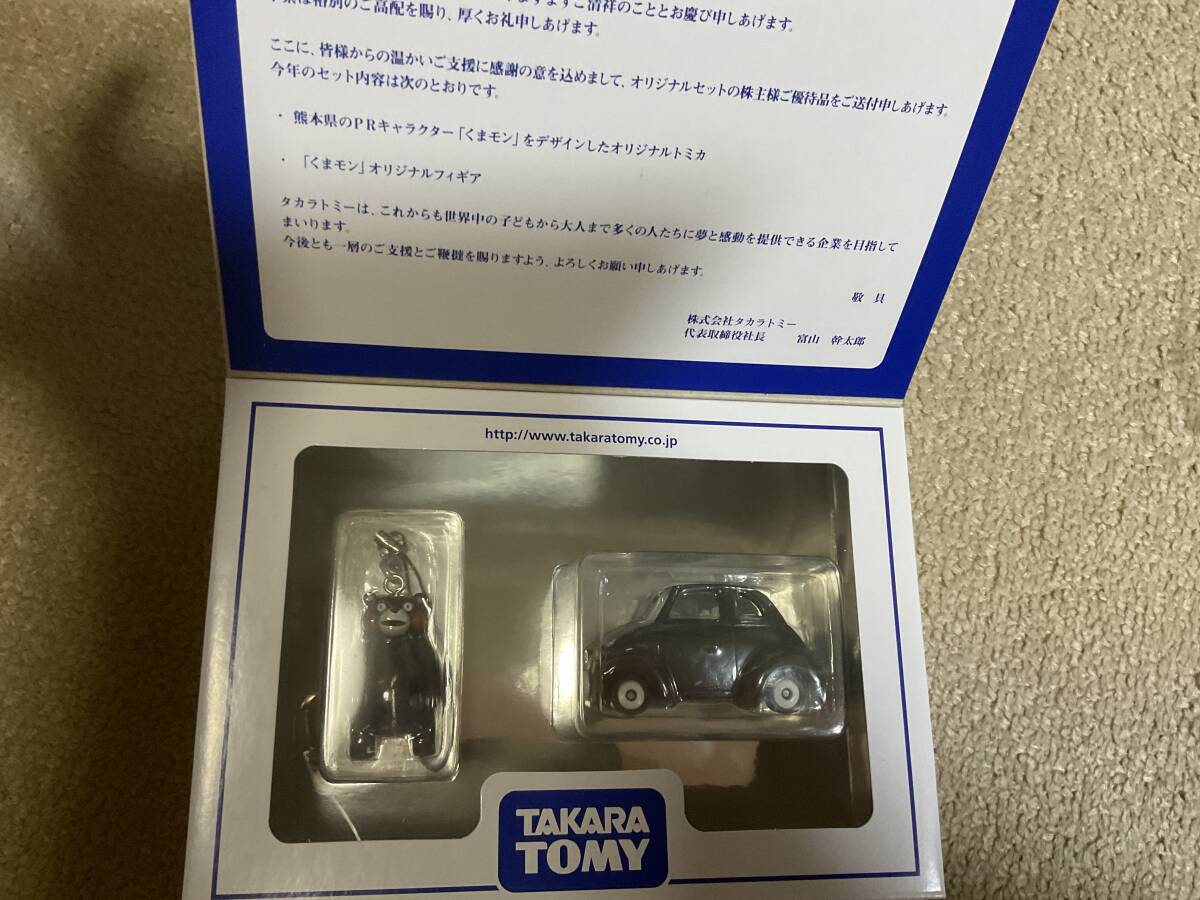 ご清祥のこととお慶び申しあげます。
格別のご高配を賜り、厚くお礼申しあげます。
ここに、皆様からの温かいご支援に感謝の意を込めまして、オリジナルセットの株主様ご優待品をご送付申しあげます。
今年のセット内容は次のとおりです。
・ 熊本県のPRキャラクター「くまモン」をデザインしたオリジナルトミカ
・ 「くまモン」オリジナルフィギア
タカラトミーは、これからも世界中の子どもから大人まで多くの人たちに夢と感動を提供できる企業を目指して
まいります。
今後とも一層のご支援とご鞭撻を賜りますよう、よろしくお願い申しあげます。
敬 具
株式会社タカラトミー
代表取締役社長 富山 幹太郎
http://www.takaratomy.co.jp
TAKARA
TOMY